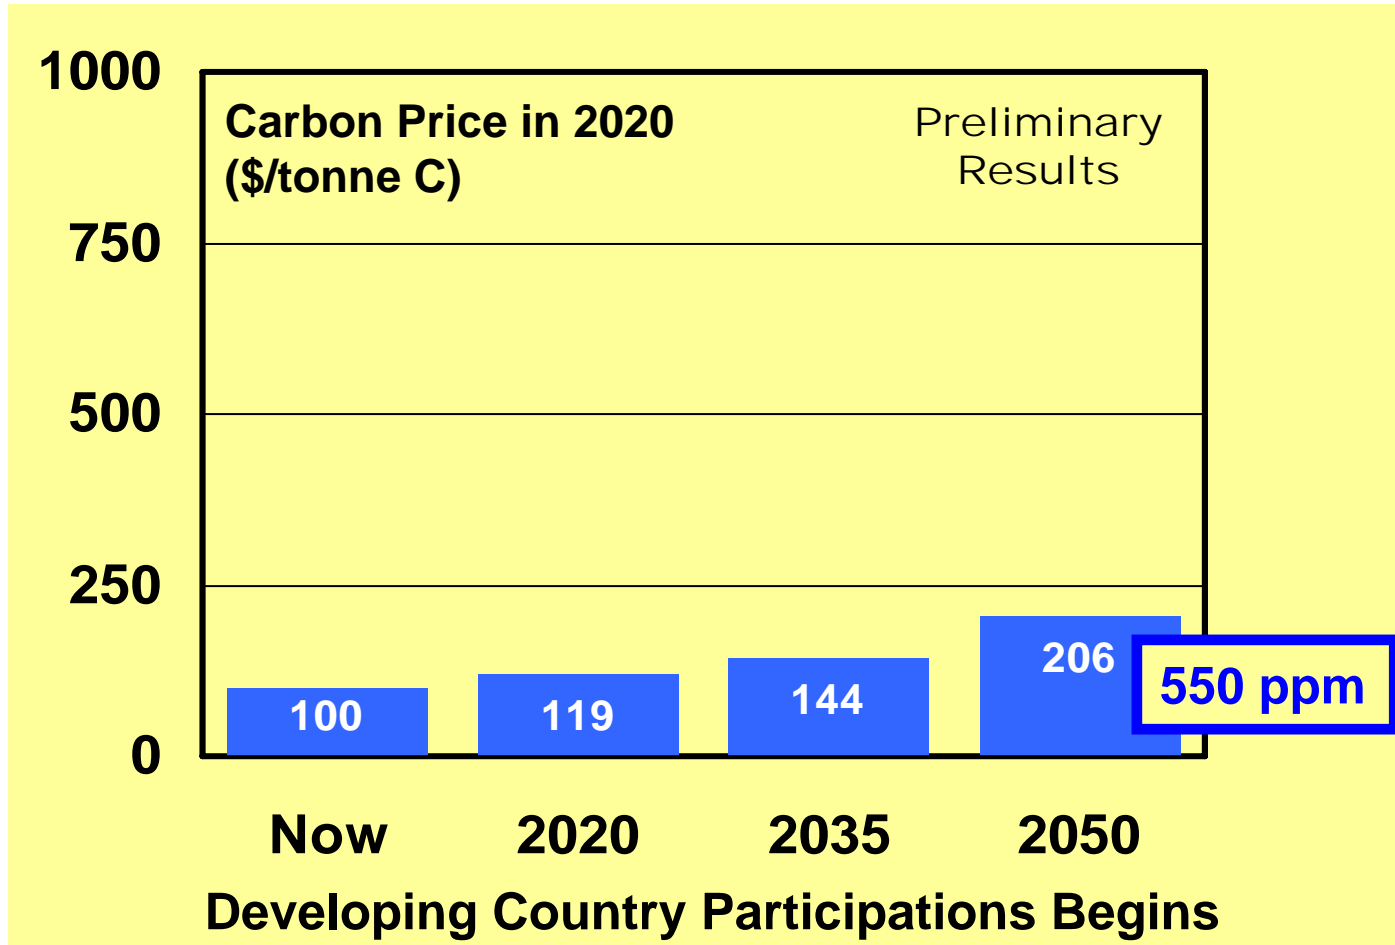 1000
Carbon Price in 2020
($/tonne C)
Preliminary
Results
750
500
250
0
100
119
144
206
550 ppm
Now
2020
2035
2050
Developing Country Participations Begins